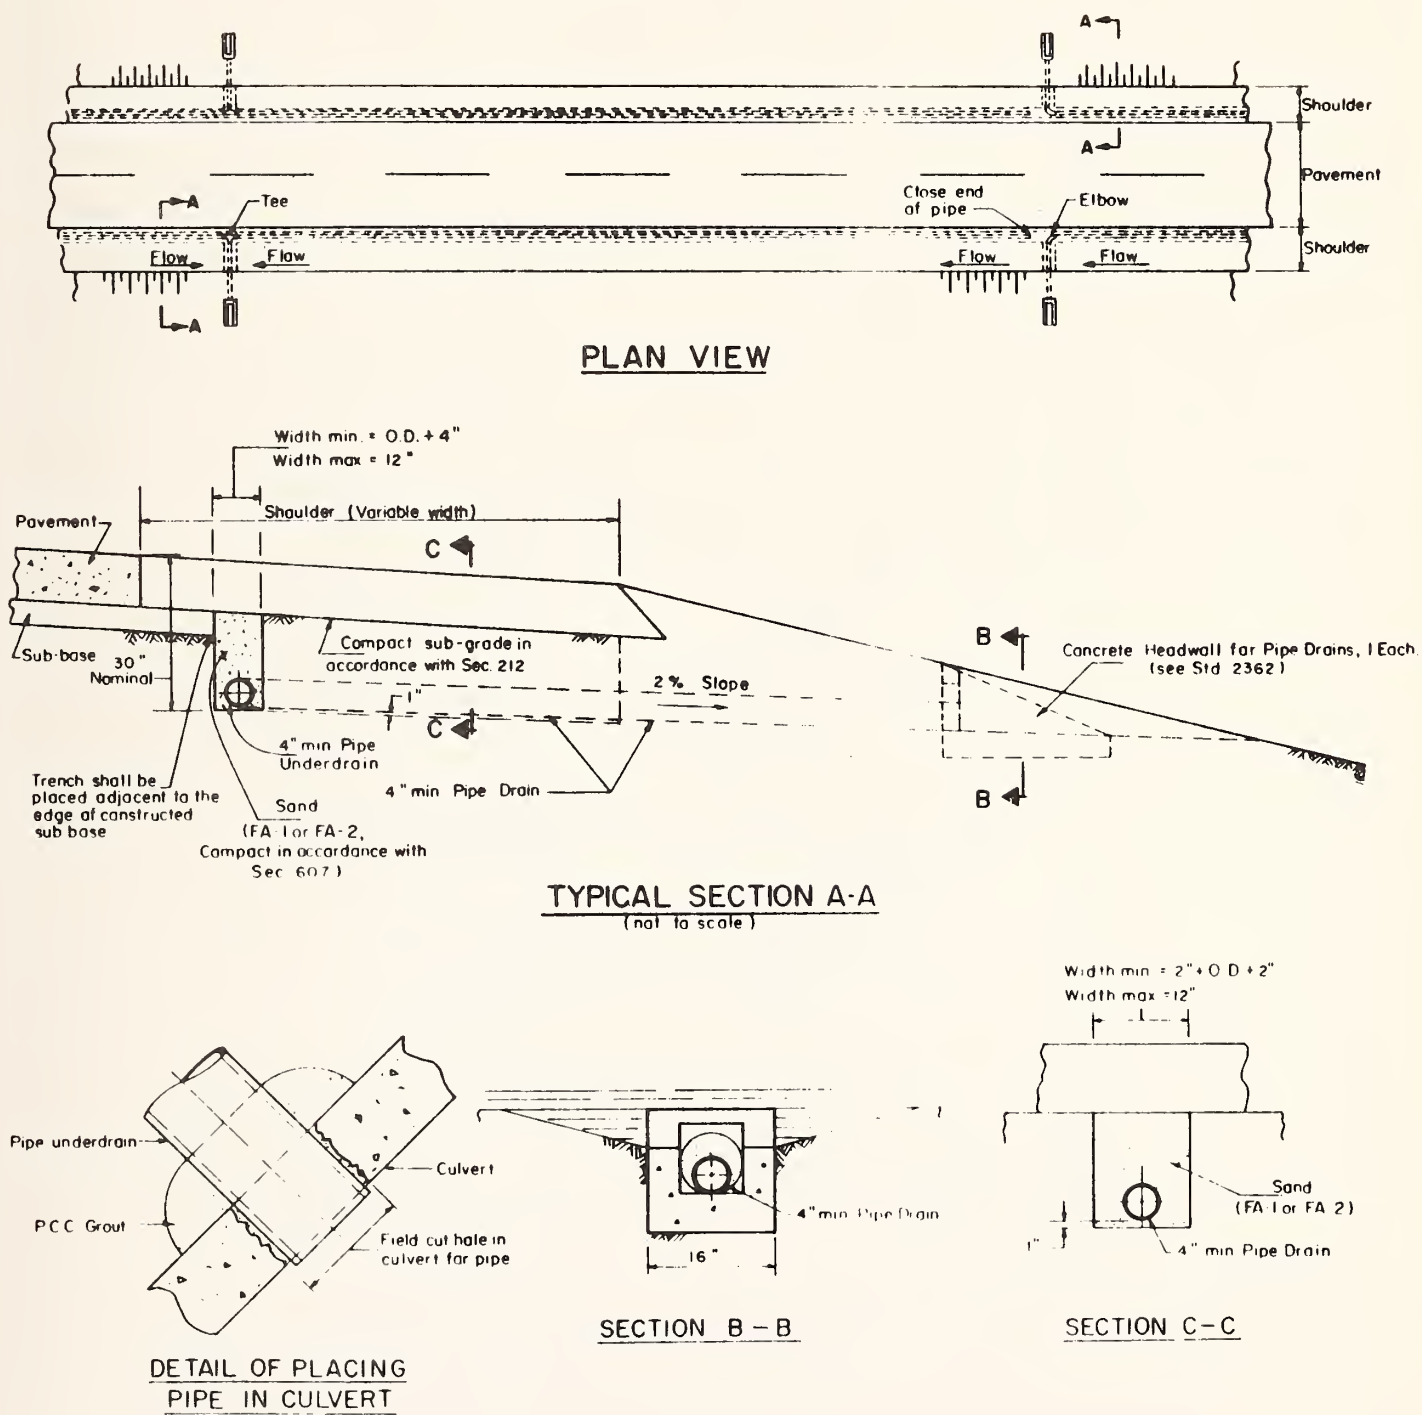 A
Shoulder
A
Pavement
A
Tee
Close end
of pipe
Elbow
Flow
Flaw
Flow
Flaw
Shoulder
A
PLAN VIEW
Width min. = O.D. + 4"
Width max = 12"
Pavement
Shoulder (Variable width)
C
Sub-base
30"
Nominal
Compact sub-grade in
accordance with Sec. 212
B
Concrete Headwall far Pipe Drains, 1 Each.
(see Std 2362)
1"
2% Slope
C
4" min Pipe
Underdrain
4" min Pipe Drain
B
Trench shall be
placed adjacent to the
edge of constructed
sub base
Sand
(FA-1 or FA-2,
Compact in accordance with
Sec 607)
TYPICAL SECTION A-A
(not to scale)
Width min = 2" + O D + 2"
Width max = 12"
Pipe underdrain
Culvert
PCC Grout
Field cut hale in
culvert far pipe
4" min Pipe Drain
16"
Sand
(FA-1 or FA 2)
1"
4" min Pipe Drain
SECTION B-B
SECTION C-C
DETAIL OF PLACING
PIPE IN CULVERT